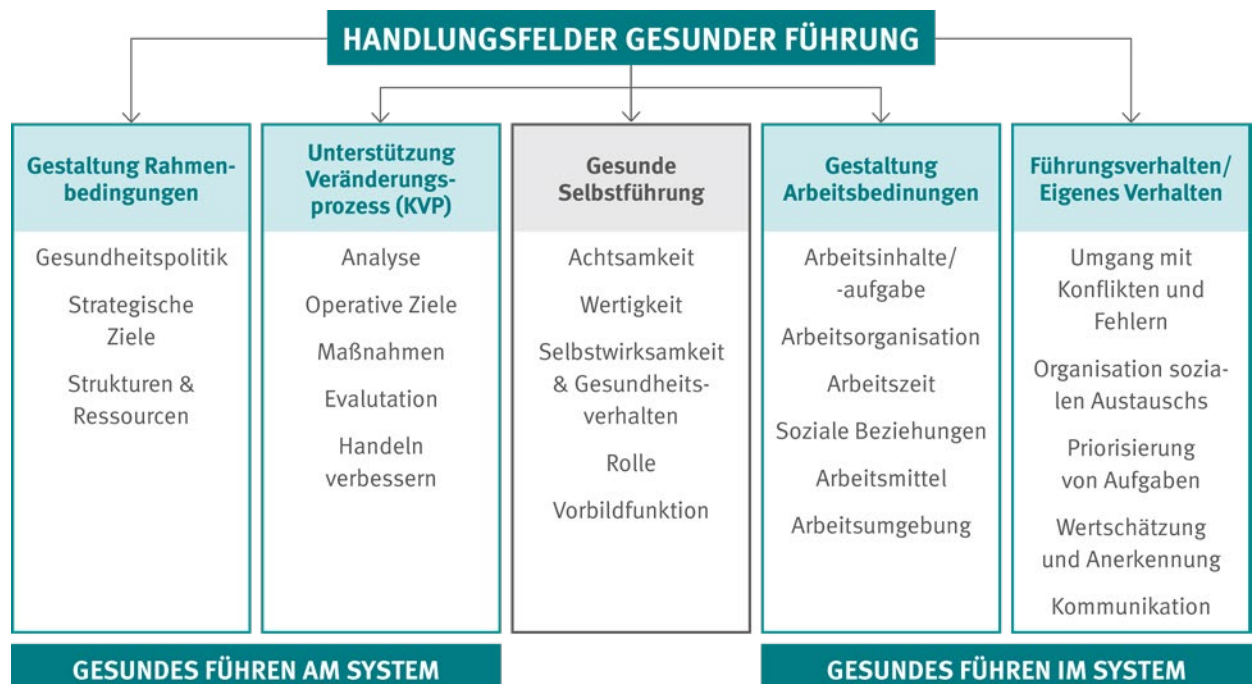 HANDLUNGSFELDER GESUNDER FÜHRUNG
Gestaltung Rahmen-
bedingungen
Gesundheitspolitik
Strategische
Ziele
Strukturen &
Ressourcen
Unterstützung
Veränderungs-
prozess (KVP)
Analyse
Operative Ziele
Maßnahmen
Evalutation
Handeln
verbessern
Gesunde
Selbstführung
Achtsamkeit
Wertigkeit
Selbstwirksamkeit
& Gesundheits-
verhalten
Rolle
Vorbildfunktion
Gestaltung
Arbeitsbedinungen
Arbeitsinhalte/
-aufgabe
Arbeitsorganisation
Arbeitszeit
Soziale Beziehungen
Arbeitsmittel
Arbeitsumgebung
Führungsverhalten/
Eigenes Verhalten
Umgang mit
Konflikten und
Fehlern
Organisation sozia-
len Austauschs
Priorisierung
von Aufgaben
Wertschätzung
und Anerkennung
Kommunikation
GESUNDES FÜHREN AM SYSTEM
GESUNDES FÜHREN IM SYSTEM